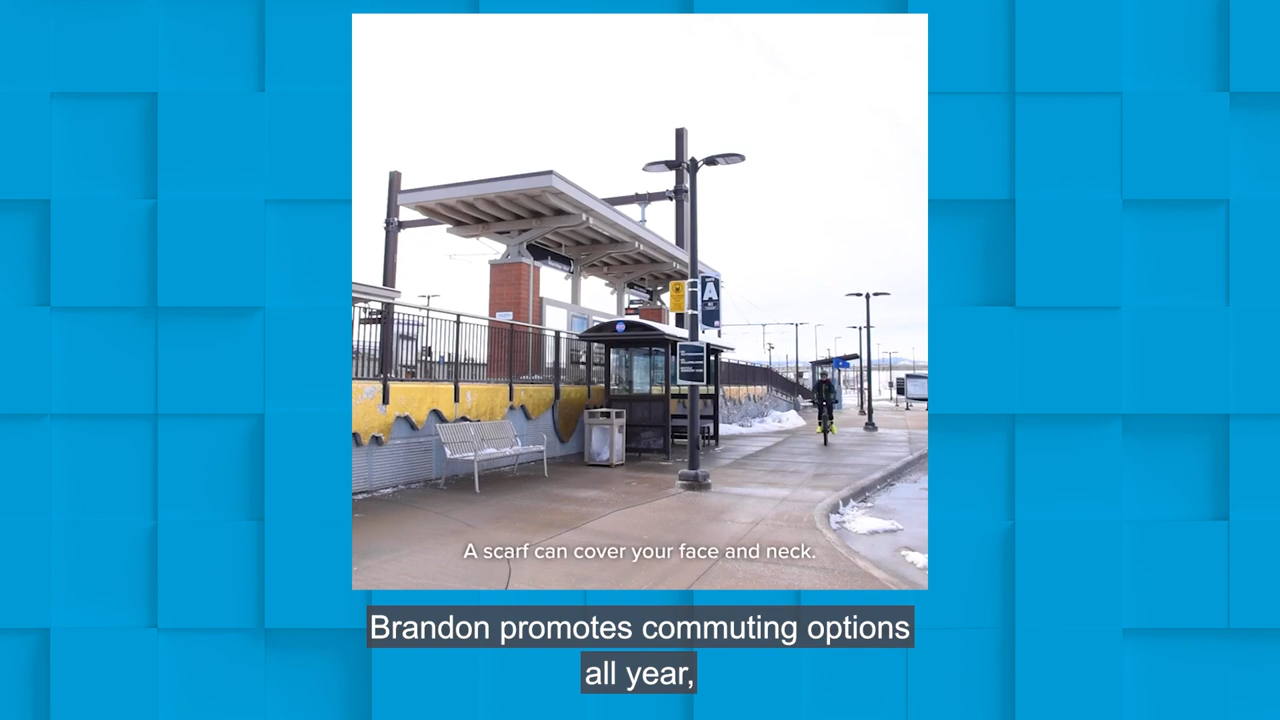 A
A scarf can cover your face and neck.
Brandon promotes commuting options
all year,